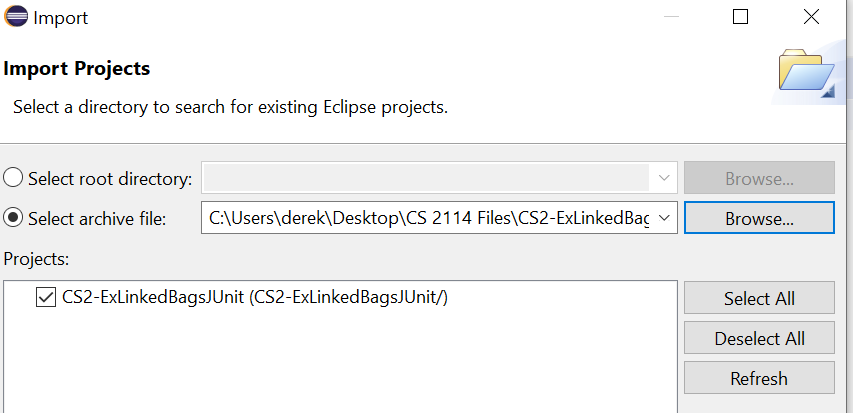 Import
Import Projects
Select a directory to search for existing Eclipse projects.
Select root directory:
Browse...
Select archive file:
C:\Users\derek\Desktop\CS 2114 Files\CS2-ExLinkedBag
Browse...
Projects:
CS2-ExLinkedBagsJUnit (CS2-ExLinkedBagsJUnit/)
Select All
Deselect All
Refresh